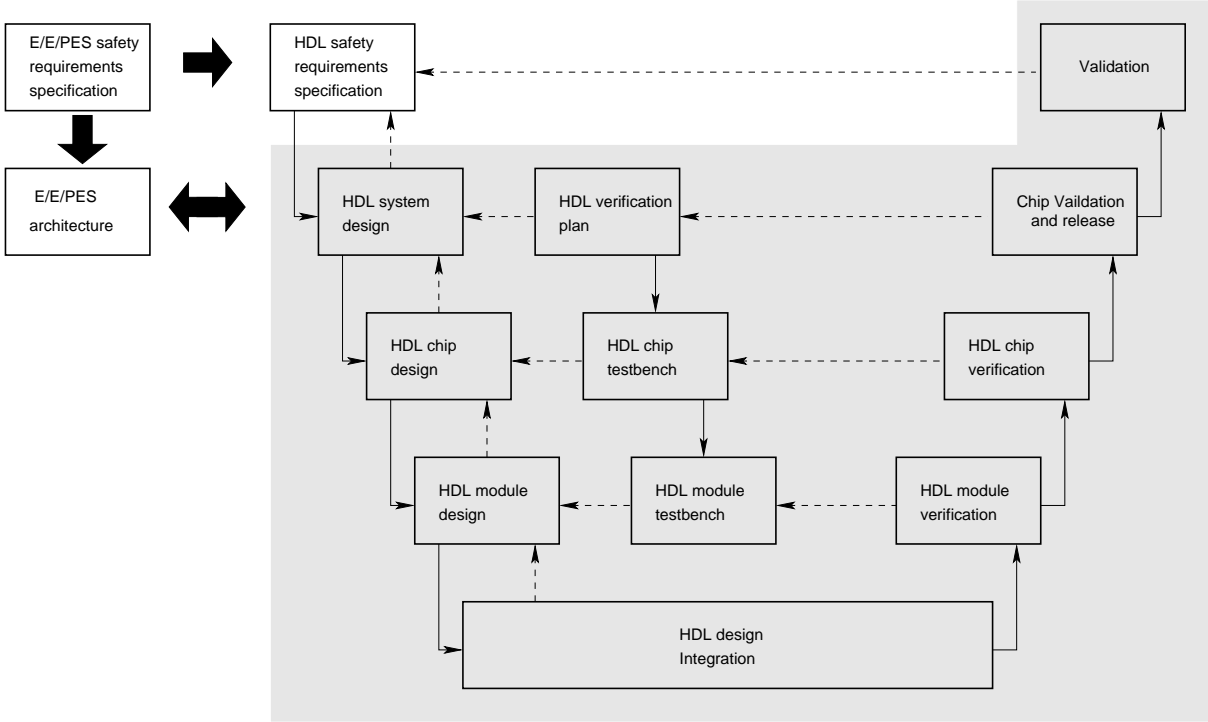 E/E/PES safety
requirements
specification
HDL safety
requirements
specification
Validation
E/E/PES
architecture
HDL system
design
HDL verification
plan
Chip Vaildation
and release
HDL chip
design
HDL chip
testbench
HDL chip
verification
HDL module
design
HDL module
testbench
HDL module
verification
HDL design
Integration